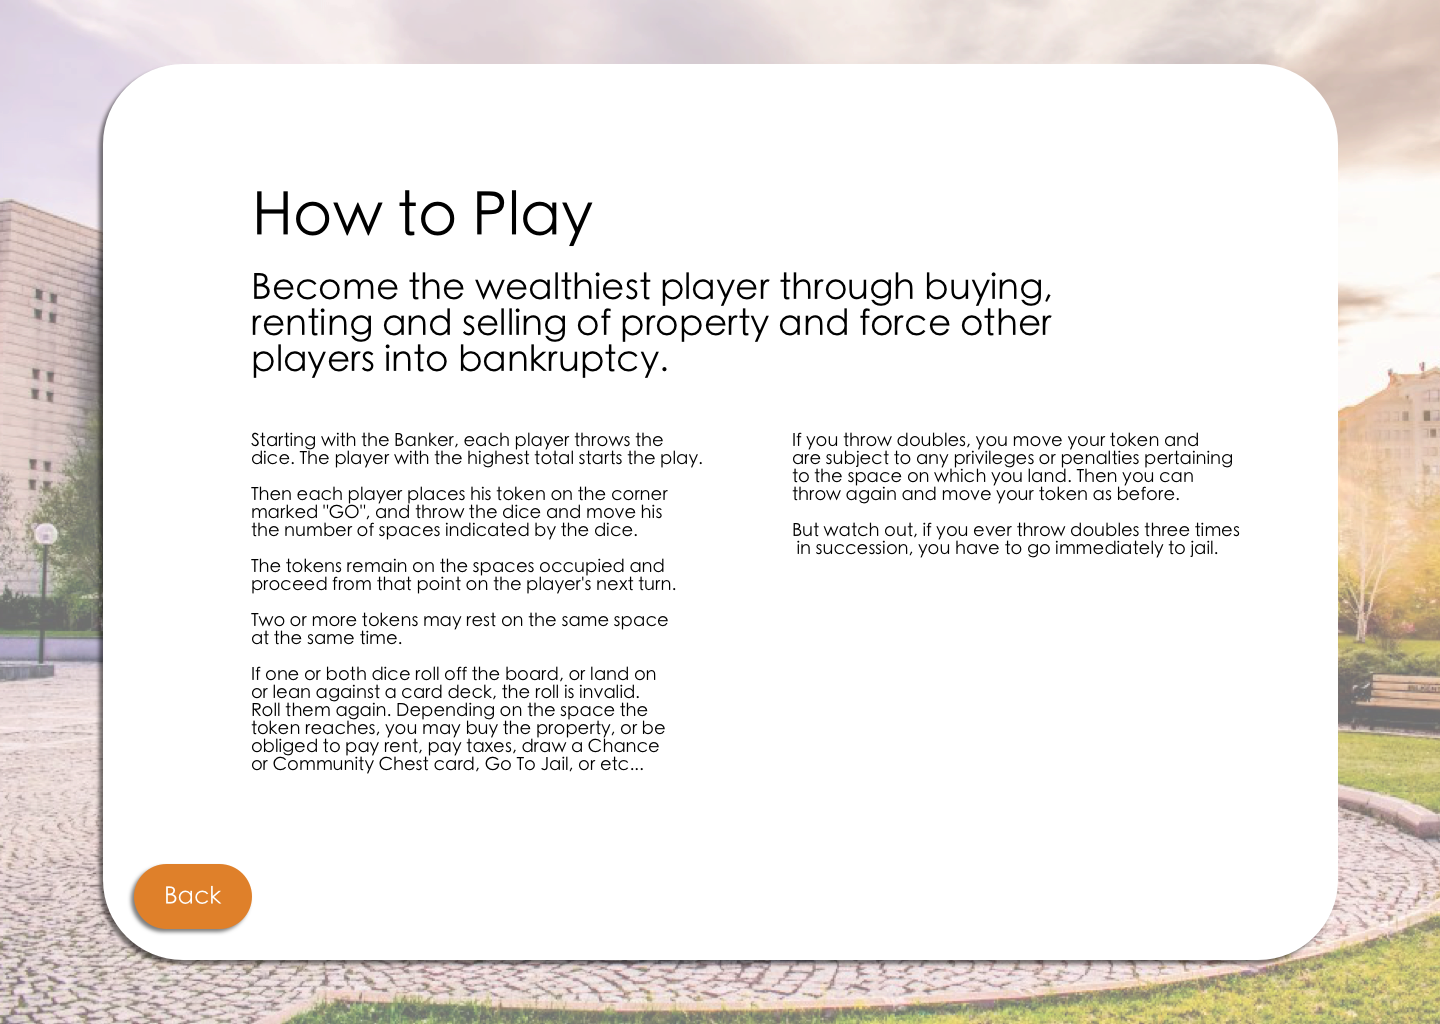 How to Play
Become the wealthiest player through buying,
renting and selling of property and force other
players into bankruptcy.
Starting with the Banker, each player throws the
dice. The player with the highest total starts the play.
Then each player places his token on the corner
marked "GO", and throw the dice and move his
the number of spaces indicated by the dice.
The tokens remain on the spaces occupied and
proceed from that point on the player's next turn.
Two or more tokens may rest on the same space
at the same time.
If one or both dice roll off the board, or land on
or lean against a card deck, the roll is invalid.
Roll them again. Depending on the space the
token reaches, you may buy the property, or be
obliged to pay rent, pay taxes, draw a Chance
or Community Chest card, Go To Jail, or etc...
If you throw doubles, you move your token and
are subject to any privileges or penalties pertaining
to the space on which you land. Then you can
throw again and move your token as before.
But watch out, if you ever throw doubles three times
in succession, you have to go immediately to jail.
Back